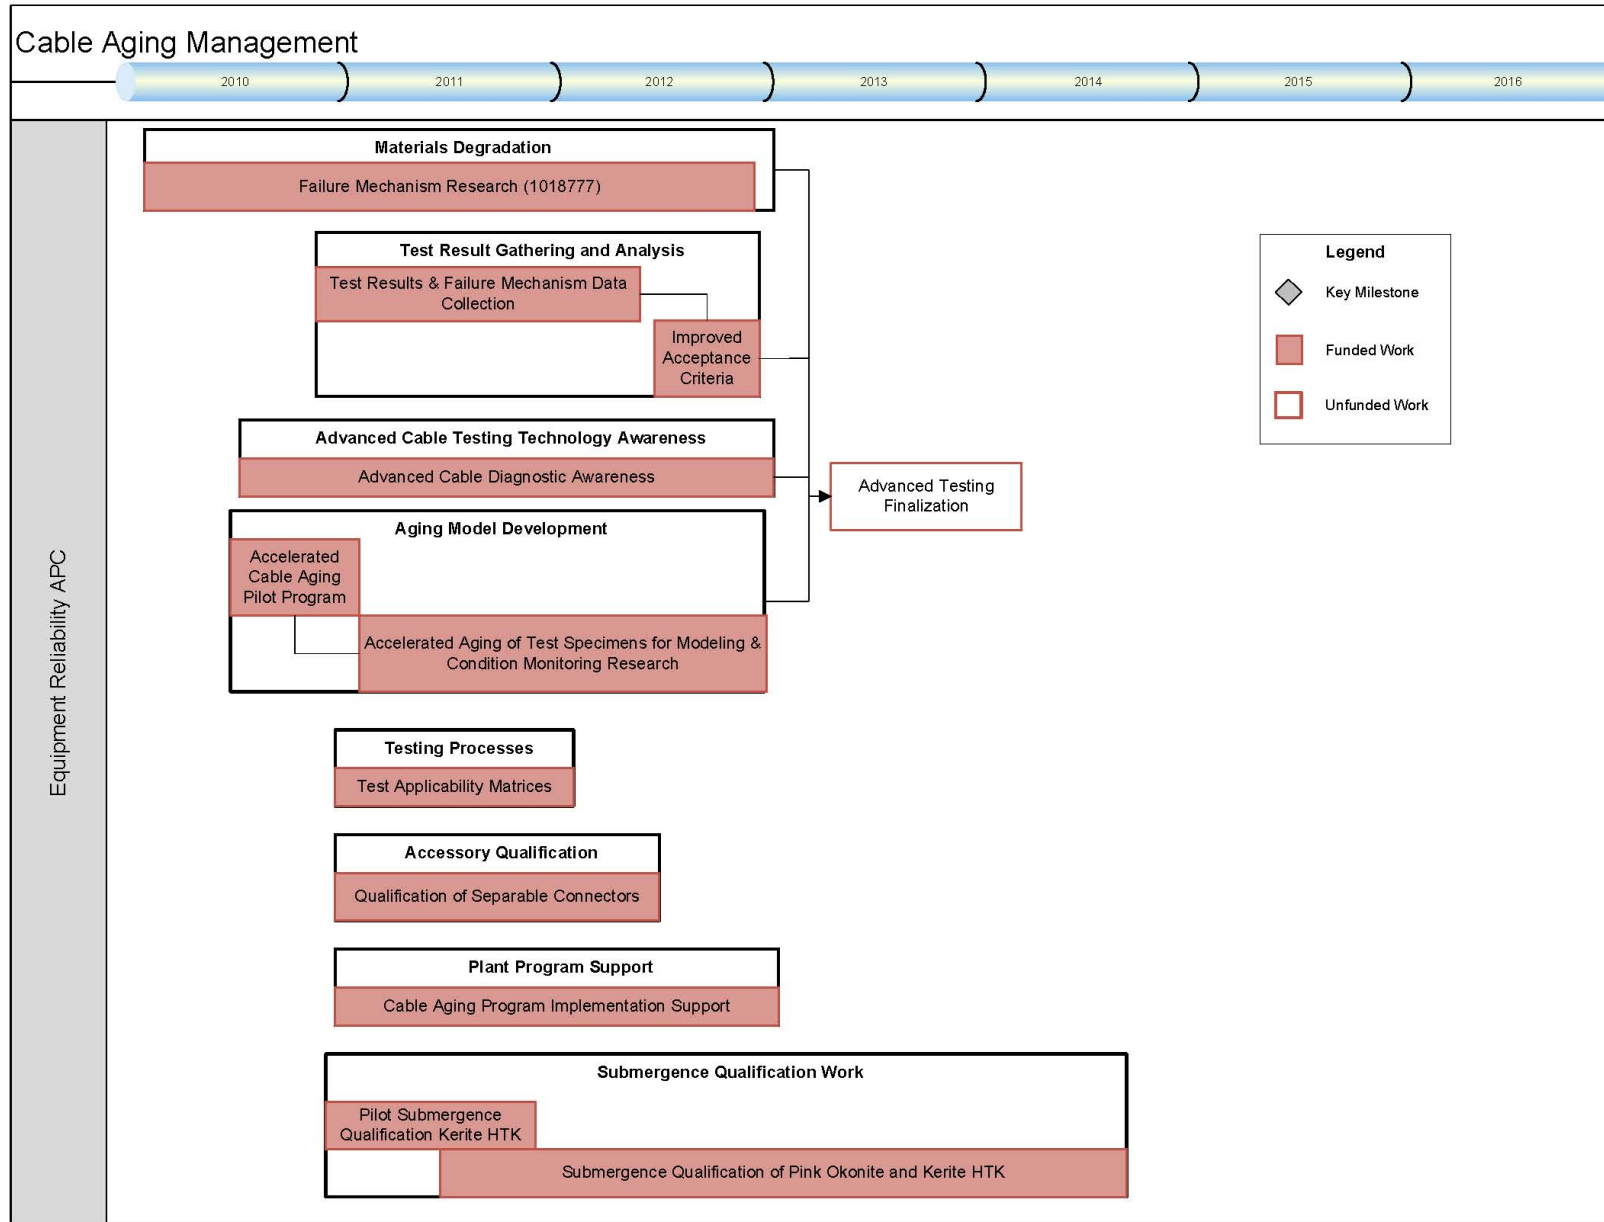 Cable Aging Management
2010
2011
2012
2013
2014
2015
2016
Equipment Reliability APC
Materials Degradation
Failure Mechanism Research (1018777)
Test Result Gathering and Analysis
Test Results & Failure Mechanism Data
Collection
Improved
Acceptance
Criteria
Advanced Cable Testing Technology Awareness
Advanced Cable Diagnostic Awareness
Advanced Testing
Finalization
Aging Model Development
Accelerated
Cable Aging
Pilot Program
Accelerated Aging of Test Specimens for Modeling &
Condition Monitoring Research
Testing Processes
Test Applicability Matrices
Accessory Qualification
Qualification of Separable Connectors
Plant Program Support
Cable Aging Program Implementation Support
Submergence Qualification Work
Pilot Submergence
Qualification Kerite HTK
Submergence Qualification of Pink Okonite and Kerite HTK
Legend
Key Milestone
Funded Work
Unfunded Work